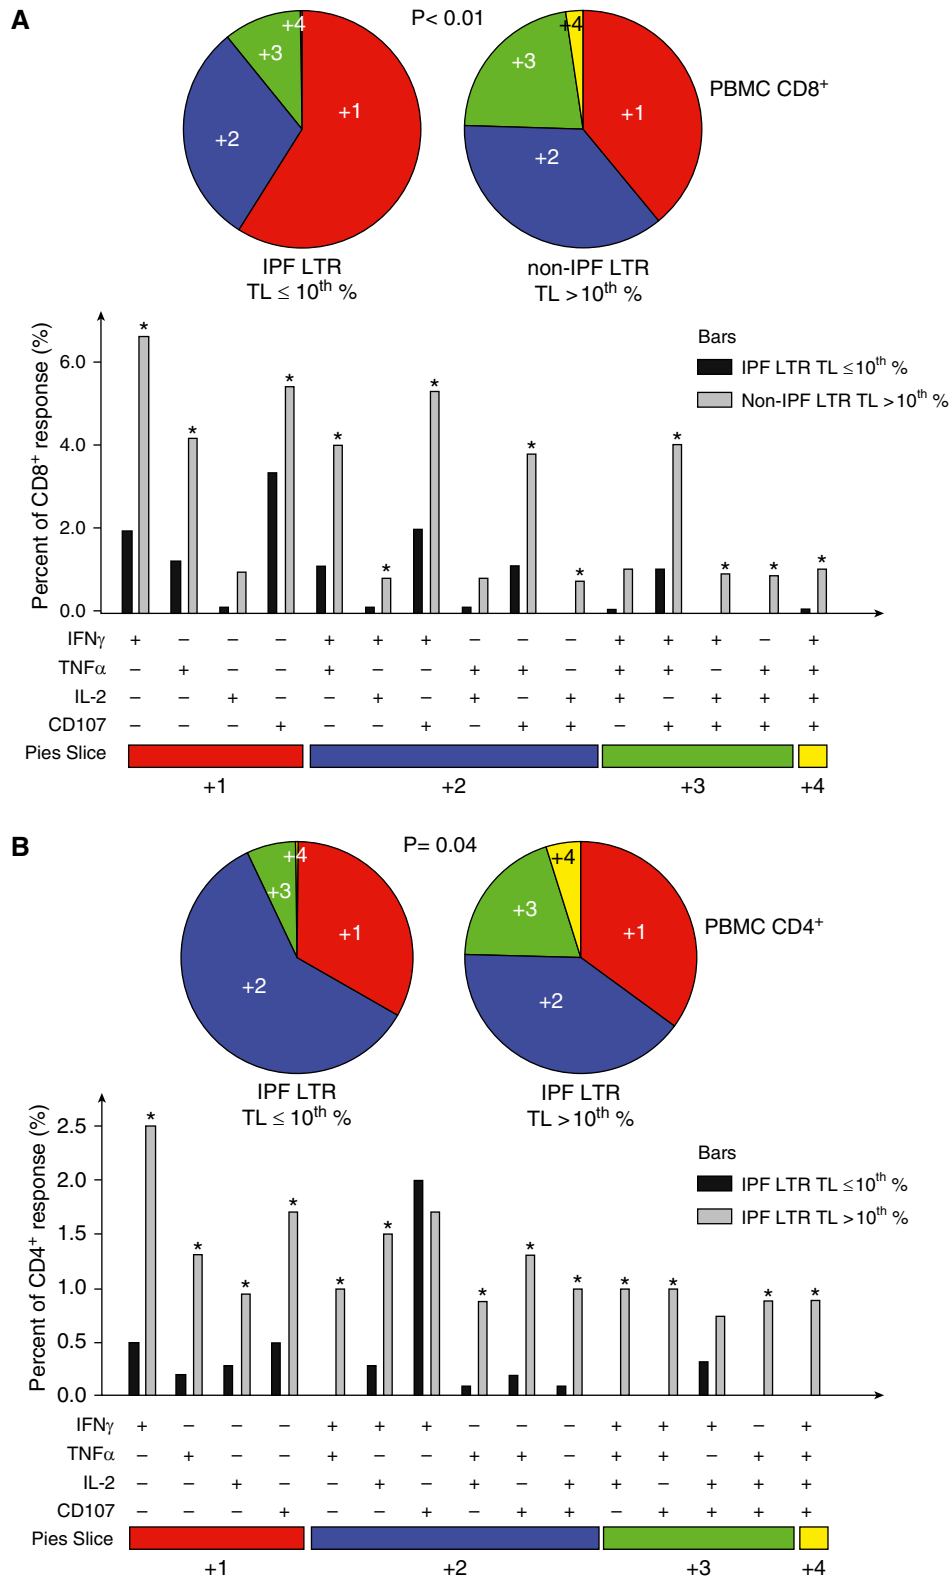 A
P< 0.01
+4
+3
+1
+2
+4
+3
+1
+2
PBMC CD8+
IPF LTR
TL ≤ 10th %
non-IPF LTR
TL >10th %
Percent of CD8+ response (%)
6.0
4.0
2.0
0.0
* * * * * * * * * * * *
Bars
IPF LTR TL ≤10th %
Non-IPF LTR TL >10th %
IFNγ + − − − + + + − − − + + + − +
TNFα − + − − + − − + + − + + − + +
IL-2 − − + − − + − + − + + − + + +
CD107 − − − + − − + − + + − + + + +
Pies Slice
+1 +2 +3 +4
B
P= 0.04
+4
+3
+1
+2
+4
+3
+1
+2
PBMC CD4+
IPF LTR
TL ≤ 10th %
IPF LTR
TL >10th %
Percent of CD4+ response (%)
2.5
2.0
1.5
1.0
0.5
0.0
* * * * * * * * * * * * *
Bars
IPF LTR TL ≤10th %
IPF LTR TL >10th %
IFNγ + − − − + + + − − − + + + − +
TNFα − + − − + − − + + − + + − + +
IL-2 − − + − − + − + − + + − + + +
CD107 − − − + − − + − + + − + + + +
Pies Slice
+1 +2 +3 +4